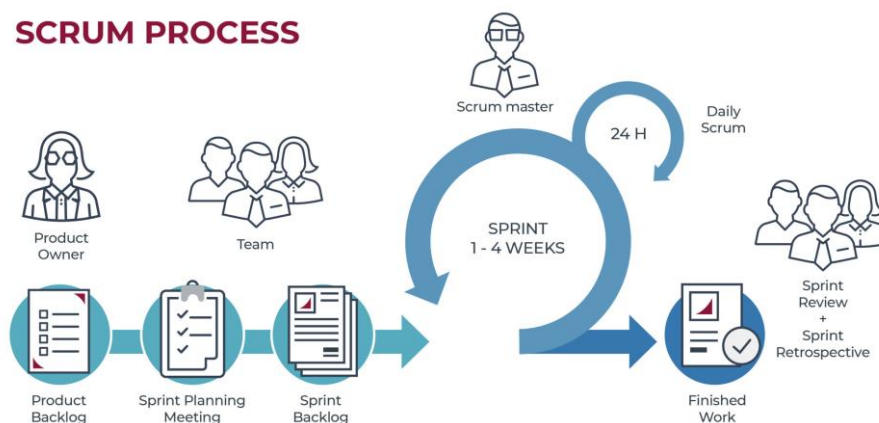 SCRUM PROCESS
Scrum master
24 H
Daily
Scrum
Product
Owner
Team
SPRINT
1 - 4 WEEKS
Sprint
Review
+
Sprint
Retrospective
Product
Backlog
Sprint Planning
Meeting
Sprint
Backlog
Finished
Work